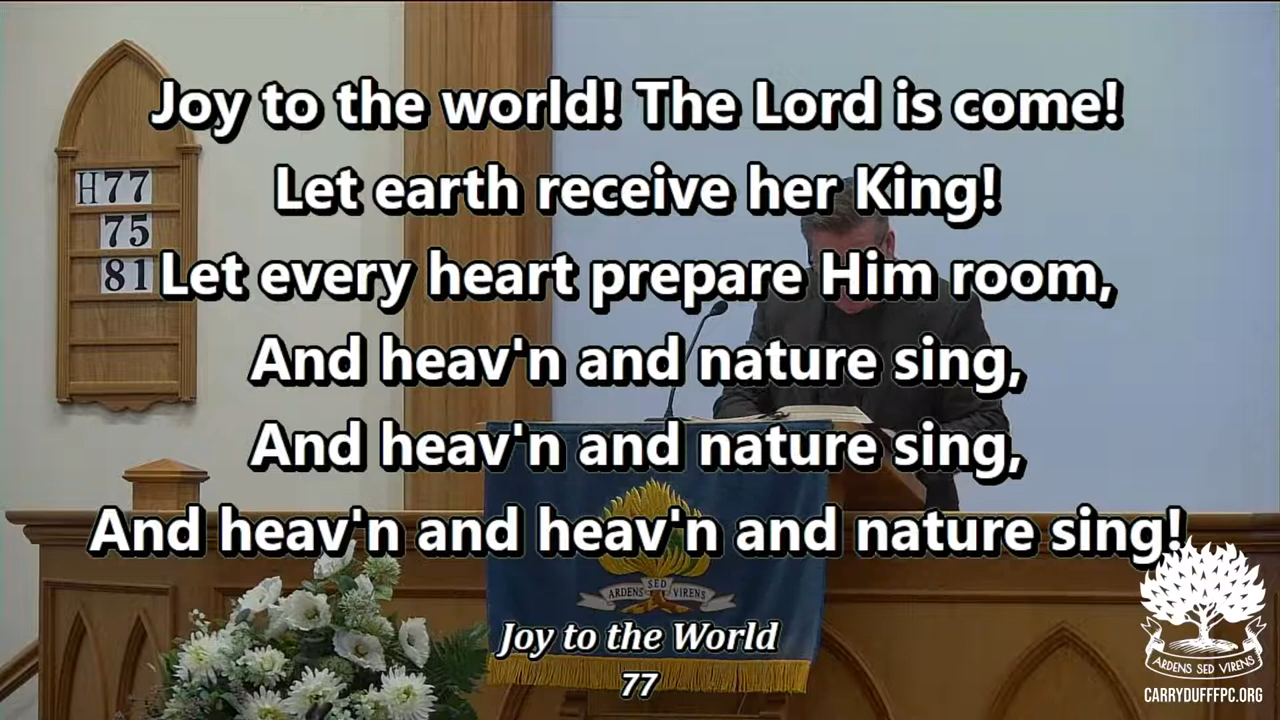 Joy to the world! The Lord is come!
Let earth receive her King!
Let every heart prepare Him room,
And heav'n and nature sing,
And heav'n and nature sing,
And heav'n and heav'n and nature sing!
Joy to the World
77
H77
75
81
ARDENS SED VIRENS
ARDENS SED VIRENS
CARRYDUFFFPC.ORG